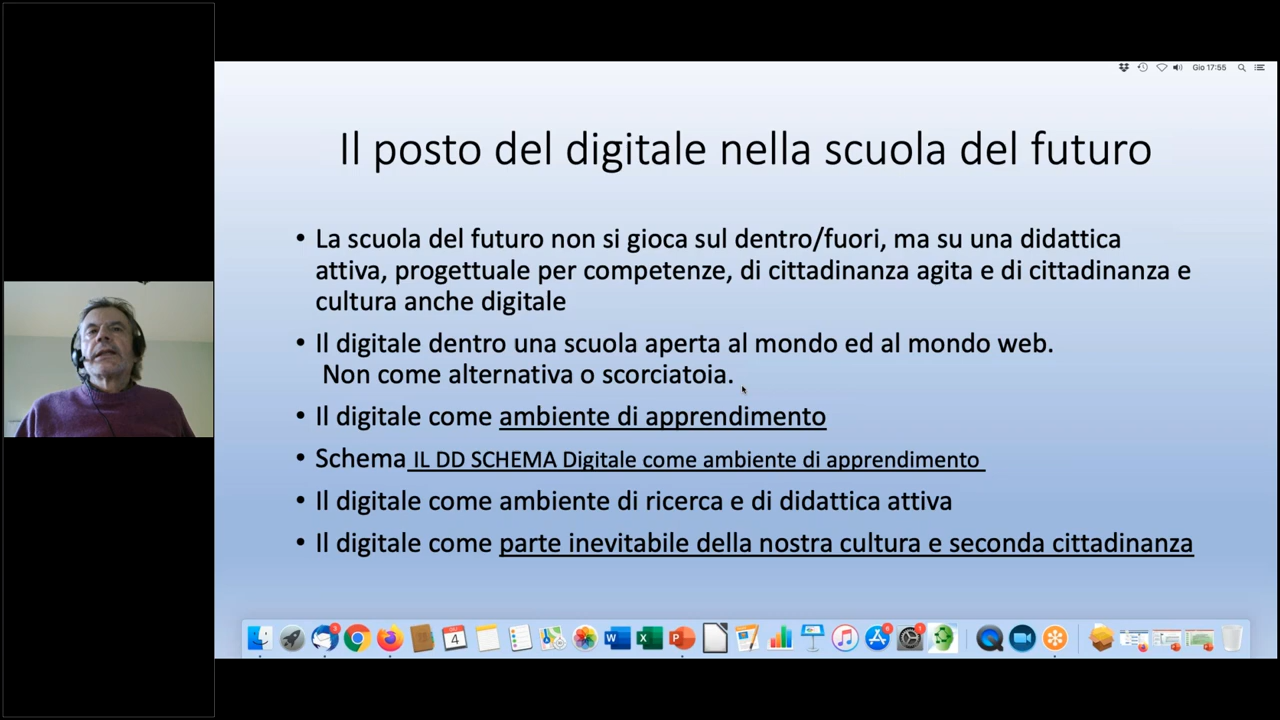 Gio 17:55
Il posto del digitale nella scuola del futuro
• La scuola del futuro non si gioca sul dentro/fuori, ma su una didattica
attiva, progettuale per competenze, di cittadinanza agita e di cittadinanza e
cultura anche digitale
• Il digitale dentro una scuola aperta al mondo ed al mondo web.
Non come alternativa o scorciatoia.
• Il digitale come ambiente di apprendimento
• Schema IL DD SCHEMA Digitale come ambiente di apprendimento
• Il digitale come ambiente di ricerca e di didattica attiva
• Il digitale come parte inevitabile della nostra cultura e seconda cittadinanza
4